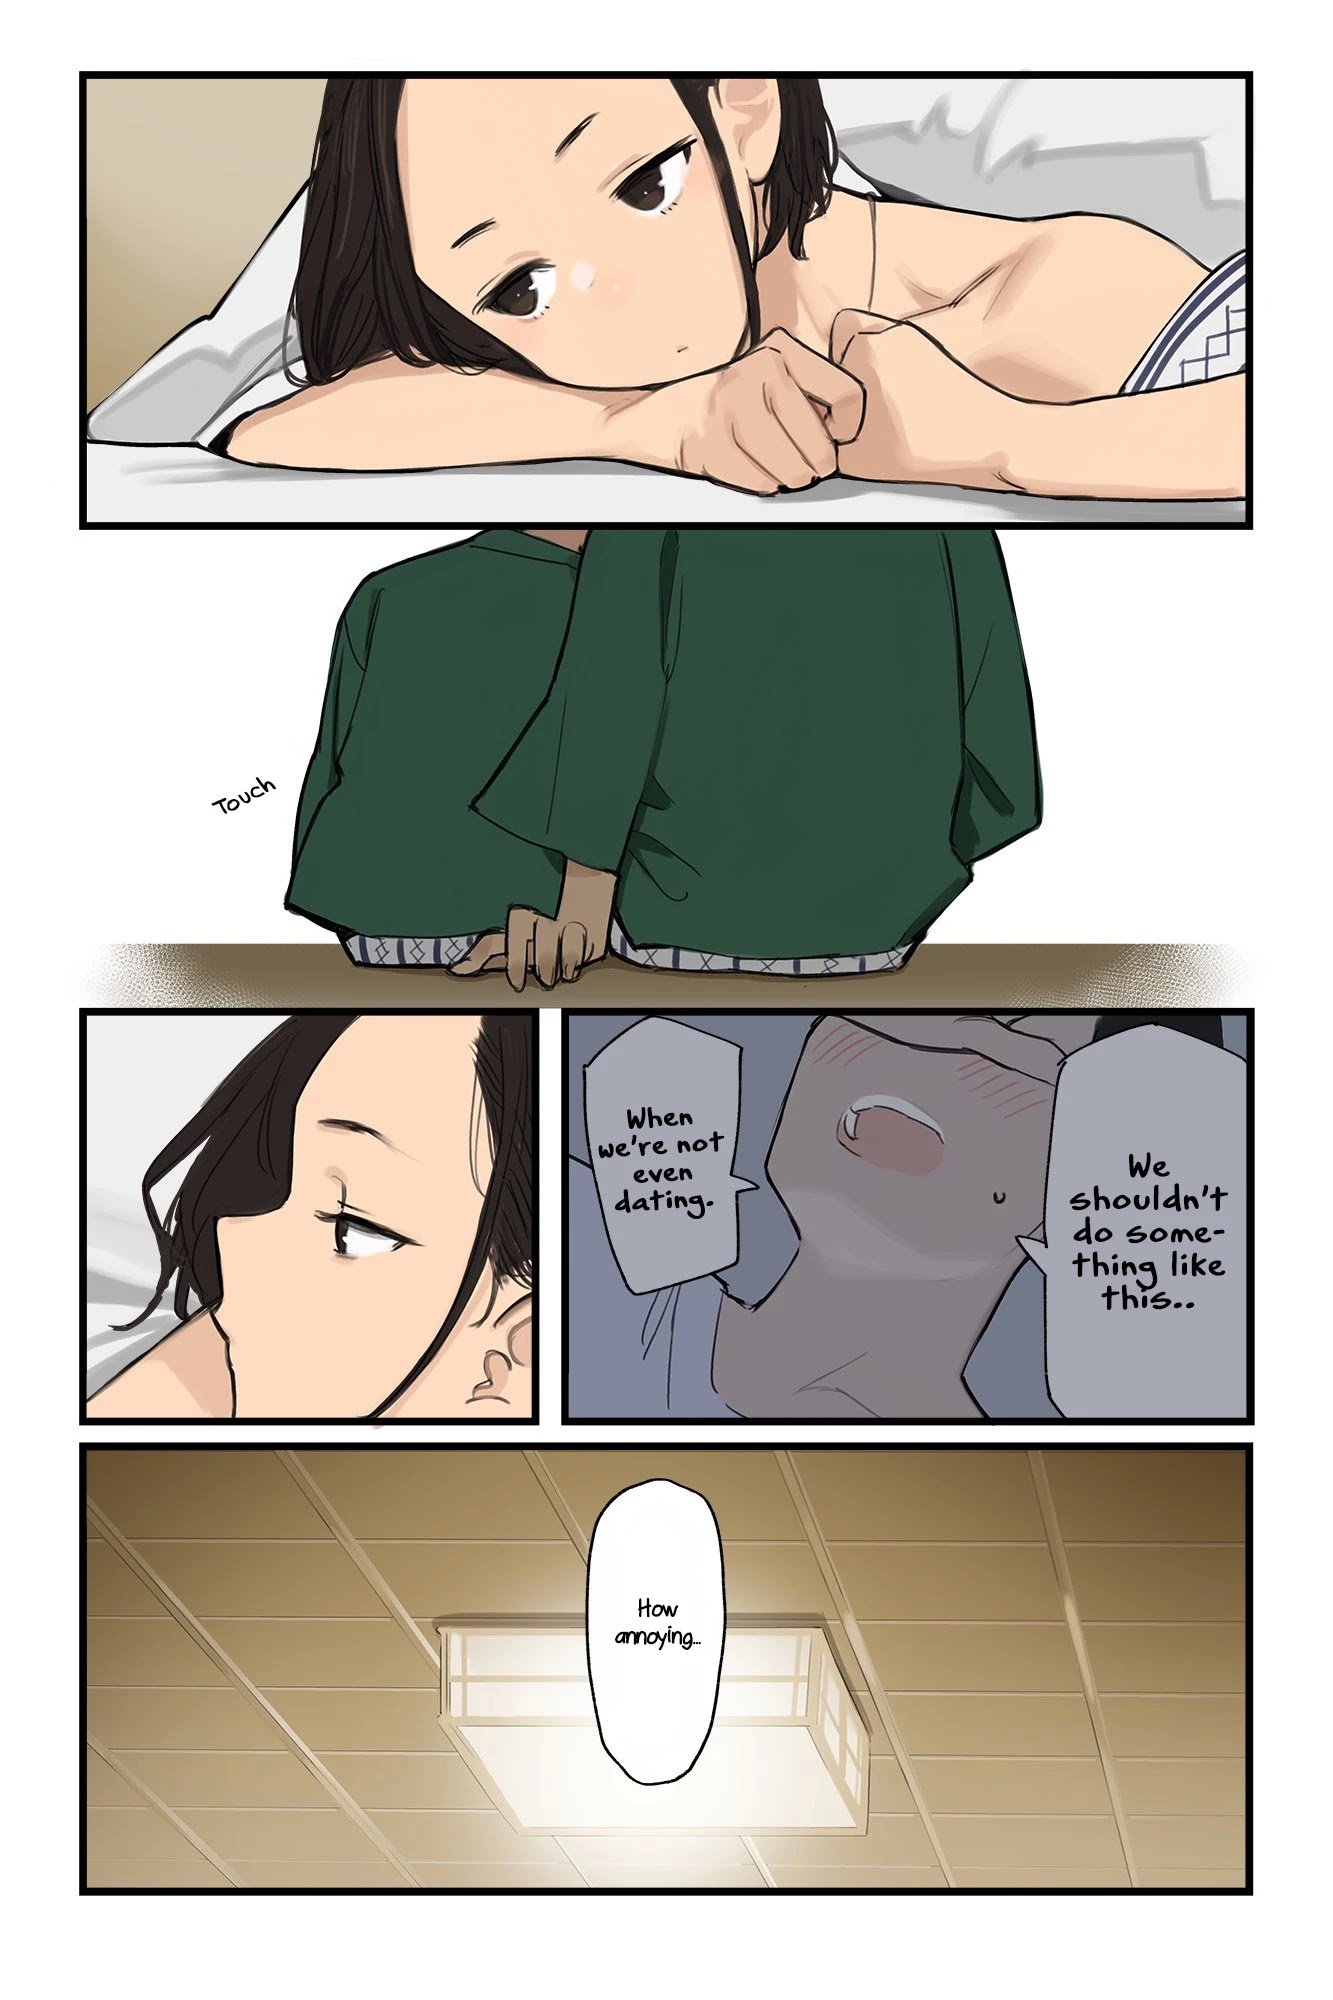 Touch
We
shouldn't
do some-
thing like
this..
When
we're not
even
dating.
How
annoying...